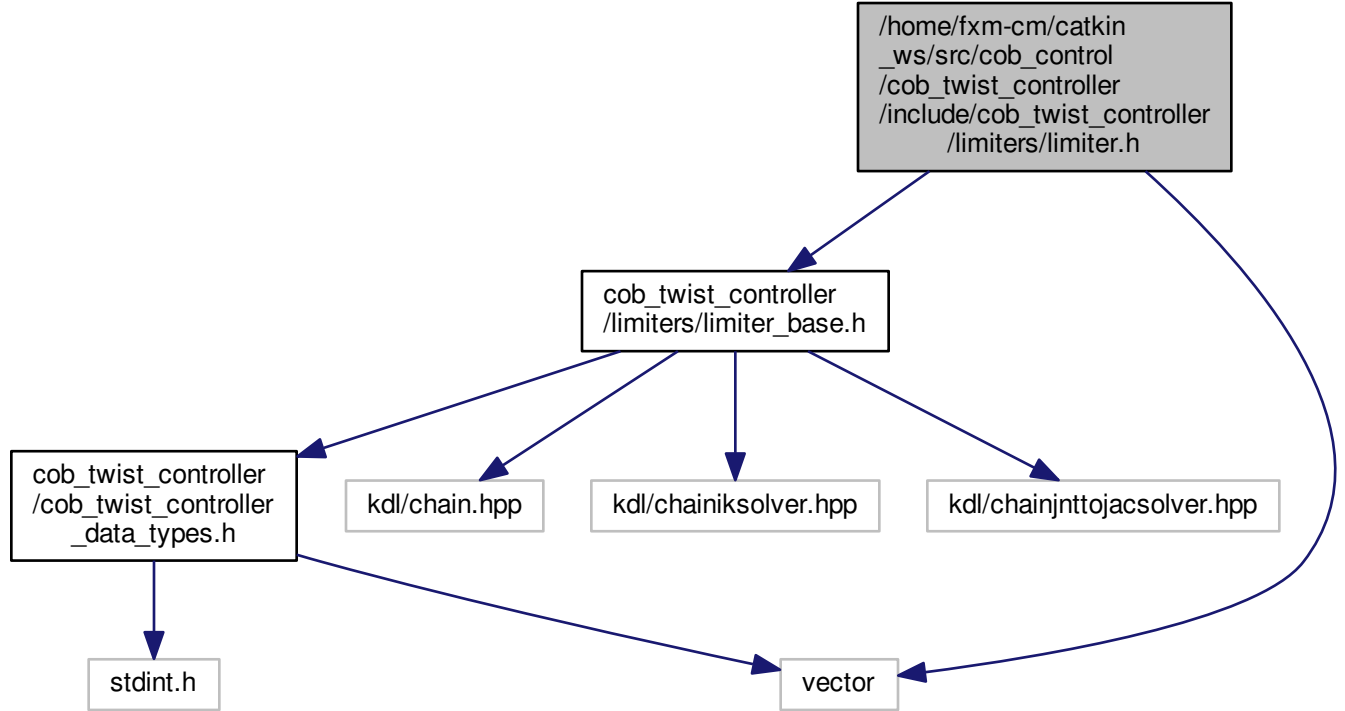 /home/fxm-cm/catkin
_ws/src/cob_control
/cob_twist_controller
/include/cob_twist_controller
/limiters/limiter.h
cob_twist_controller
/limiters/limiter_base.h
cob_twist_controller
/cob_twist_controller
_data_types.h
kdl/chain.hpp
kdl/chainiksolver.hpp
kdl/chainjnttojacsolver.hpp
stdint.h
vector